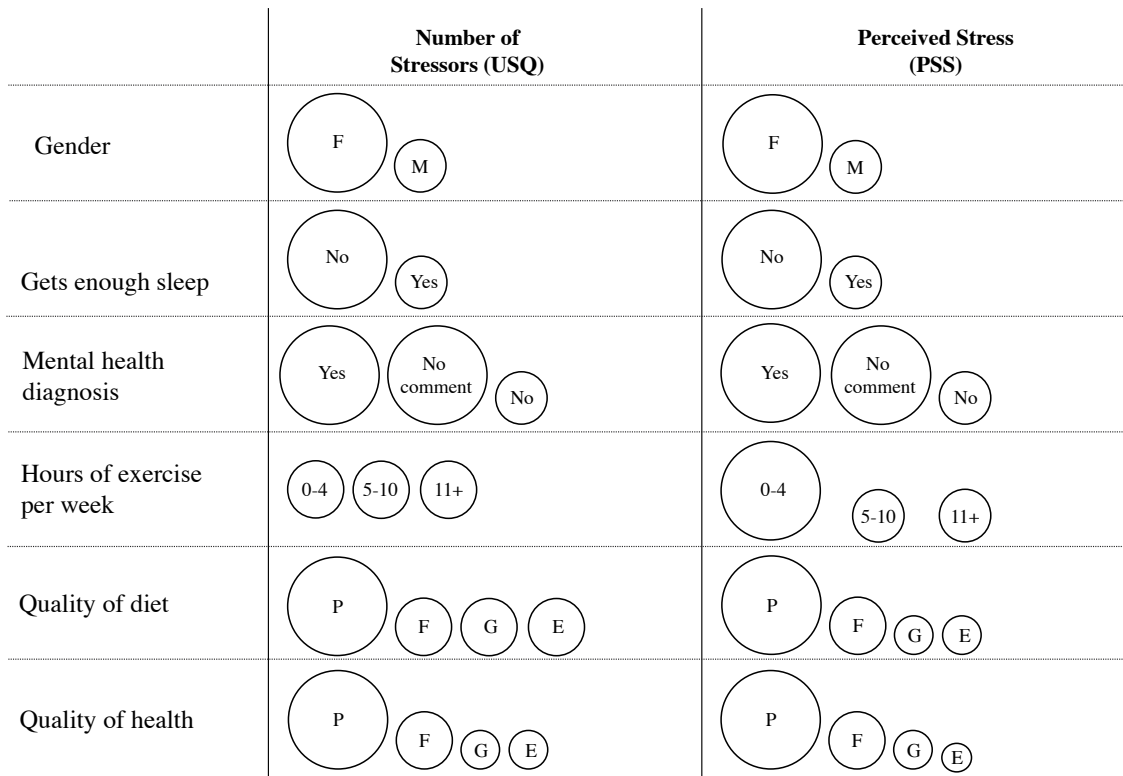 Number of
Stressors (USQ)
Perceived Stress
(PSS)
Gender
F
M
F
M
Gets enough sleep
No
Yes
No
Yes
Mental health
diagnosis
Yes
No
comment
No
Yes
No
comment
No
Hours of exercise
per week
0-4
5-10
11+
0-4
5-10
11+
Quality of diet
P
F
G
E
P
F
G
E
Quality of health
P
F
G
E
P
F
G
E